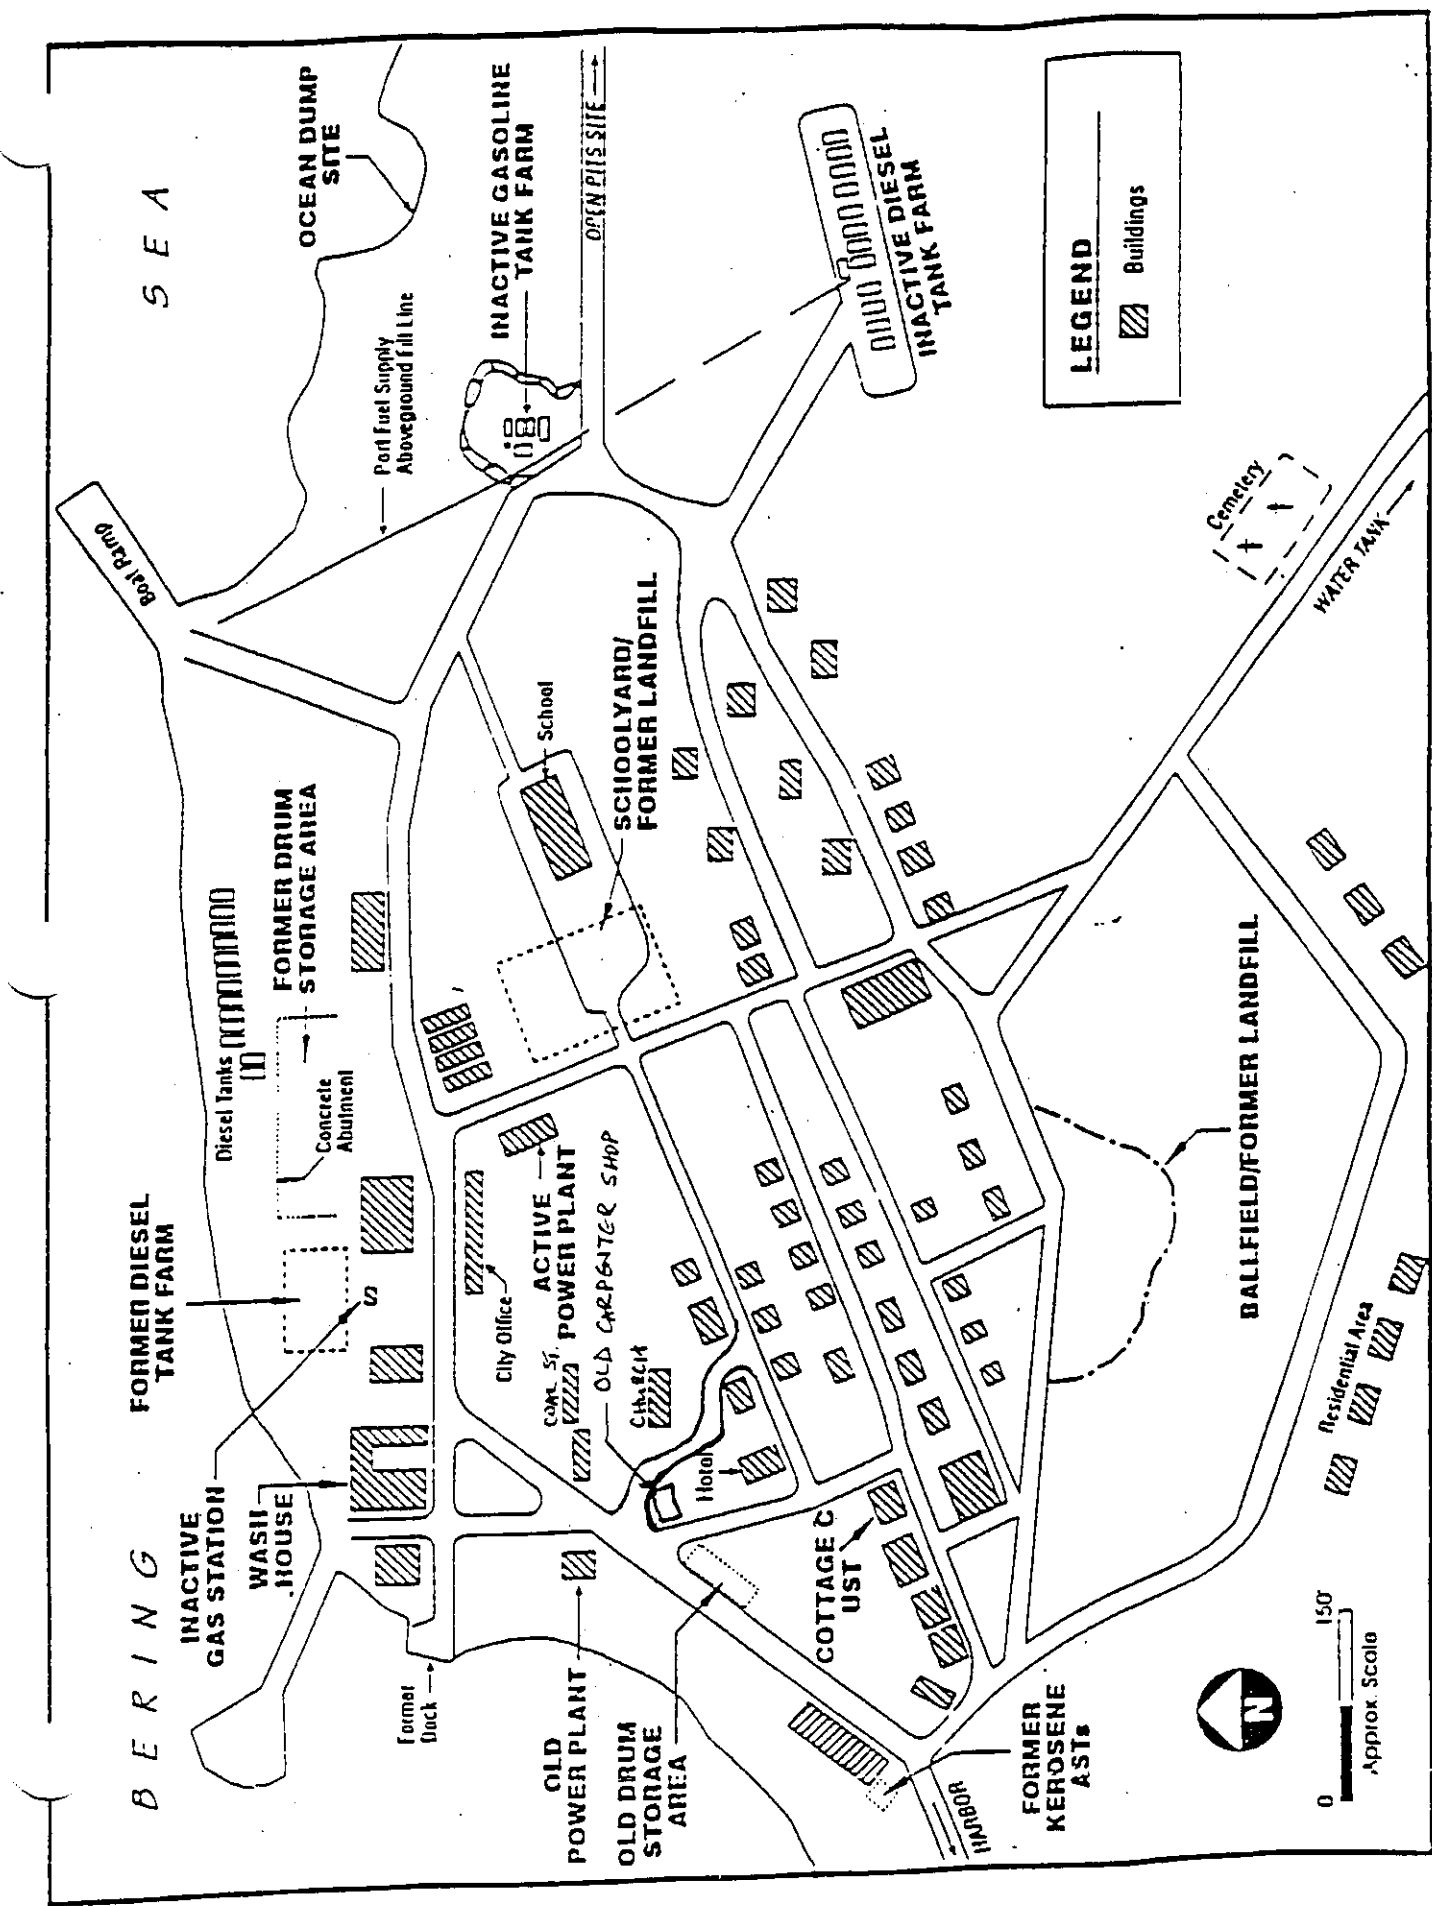 BERING SEA
OCEAN DUMP
SITE
INACTIVE GASOLINE
TANK FARM
Port Fuel Supply
Aboveground Fill Line
OPEN PITS SITE
Boat Ramp
INACTIVE DIESEL
TANK FARM
LEGEND
Buildings
FORMER DIESEL
TANK FARM
Diesel Tanks
FORMER DRUM
STORAGE AREA
Concrete
Abutment
School
SCHOOLYARD/
FORMER LANDFILL
Cemetery
WATER TANK
INACTIVE
GAS STATION
WASH
HOUSE
S
City Office
ACTIVE
POWER PLANT
COAL ST.
OLD CARPENTER SHOP
CHURCH
Hotel
Former
Dock
OLD
POWER PLANT
OLD DRUM
STORAGE
AREA
COTTAGE C
UST
BALLFIELD/FORMER LANDFILL
Residential Area
HARBOR
FORMER
KEROSENE
ASTs
N
0 150'
Approx. Scale